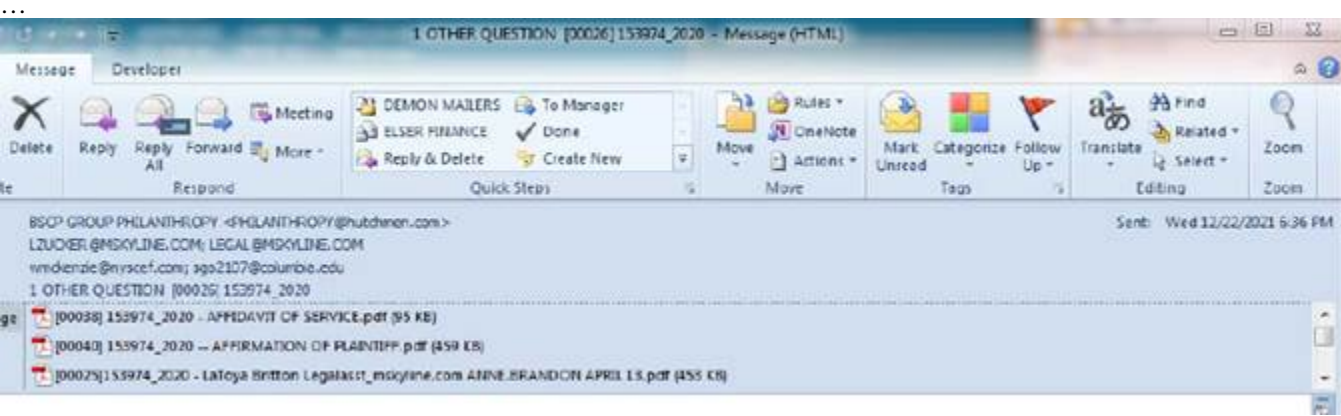 ...
1 OTHER QUESTION [00026] 153974_2020 - Message (HTML)
Message Developer
Delete Reply Reply All Forward Meeting More
DEMON MAILERS To Manager
ELSER FINANCE Done
Reply & Delete Create New
Move Rules OneNote Actions
Mark Unread Categorize Follow Up
Translate Find Related Select Zoom
te Respond Quick Steps Move Tags Editing Zoom
BSCP GROUP PHILANTHROPY <PHILANTHROPY@hutchmon.com> Sent: Wed 12/22/2021 6:36 PM
LZUCKER@MSKYLINE.COM; LEGAL@MSKYLINE.COM
wmckenzie@nyscef.com; sgs2107@columbia.edu
1 OTHER QUESTION [00026] 153974_2020
ge [00038] 153974_2020 - AFFIDAVIT OF SERVICE.pdf (95 KB)
[00040] 153974_2020 -- AFFIRMATION OF PLAINTIFF.pdf (459 KB)
[00025]153974_2020 - LaToya Britton Legalasst_mskyline.com ANNE.BRANDON APRIL 13.pdf (453 KB)